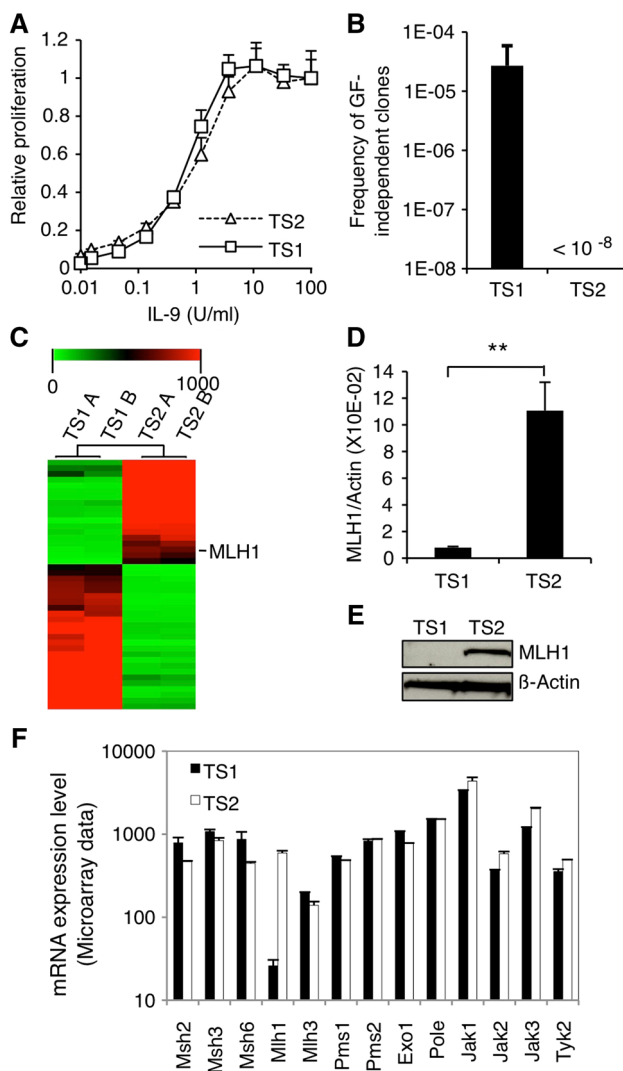 A
Relative proliferation
1.2
1
0.8
0.6
0.4
0.2
0
0.01
0.1
1
10
100
IL-9 (U/ml)
TS2
TS1
B
Frequency of GF-
independent clones
1E-04
1E-05
1E-06
1E-07
1E-08
< 10 -8
TS1 TS2
C
0 1000
TS1 A
TS1 B
TS2 A
TS2 B
MLH1
D
**
MLH1/Actin (X10E-02)
14
12
10
8
6
4
2
0
TS1 TS2
E
TS1 TS2
MLH1
ß-Actin
F
mRNA expression level
(Microarray data)
10000
1000
100
10
TS1
TS2
Msh2
Msh3
Msh6
Mlh1
Mlh3
Pms1
Pms2
Exo1
Pole
Jak1
Jak2
Jak3
Tyk2